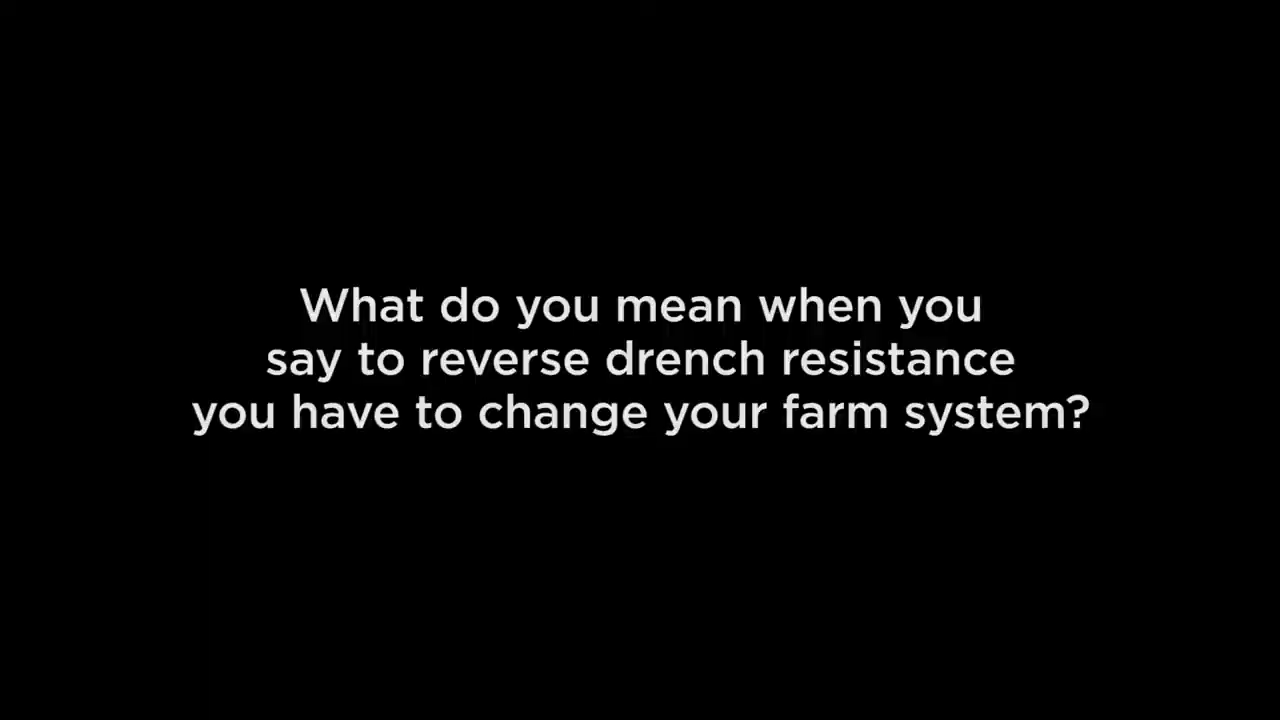 What do you mean when you
say to reverse drench resistance
you have to change your farm system?